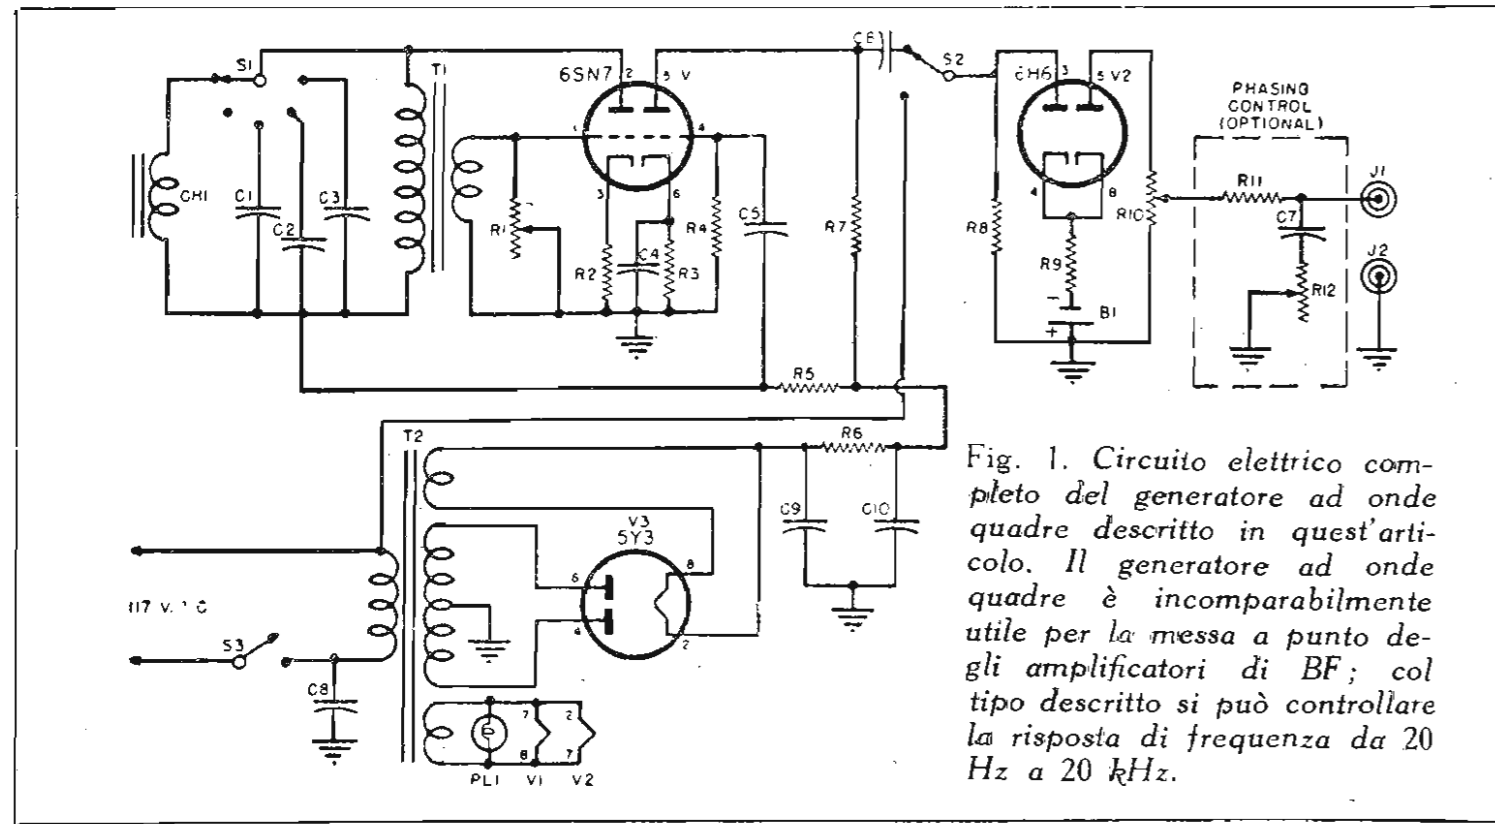 S1
T1
6SN7
2
5
V
C6
S2
6H6
3
5
V2
PHASING
CONTROL
(OPTIONAL)
CH1
C1
C2
C3
1
4
3
6
R1
R2
C4
R3
R4
C5
R7
R8
4
8
R9
R10
-
B1
+
R11
C7
R12
J1
J2
R5
T2
R6
C9
C10
V3
5Y3
6
8
4
2
117 V.
S3
C8
7
2
8
7
PL1
V1
V2
Fig. 1. Circuito elettrico com-
pleto del generatore ad onde
quadre descritto in quest'arti-
colo. Il generatore ad onde
quadre è incomparabilmente
utile per la messa a punto de-
gli amplificatori di BF; col
tipo descritto si può controllare
la risposta di frequenza da 20
Hz a 20 kHz.